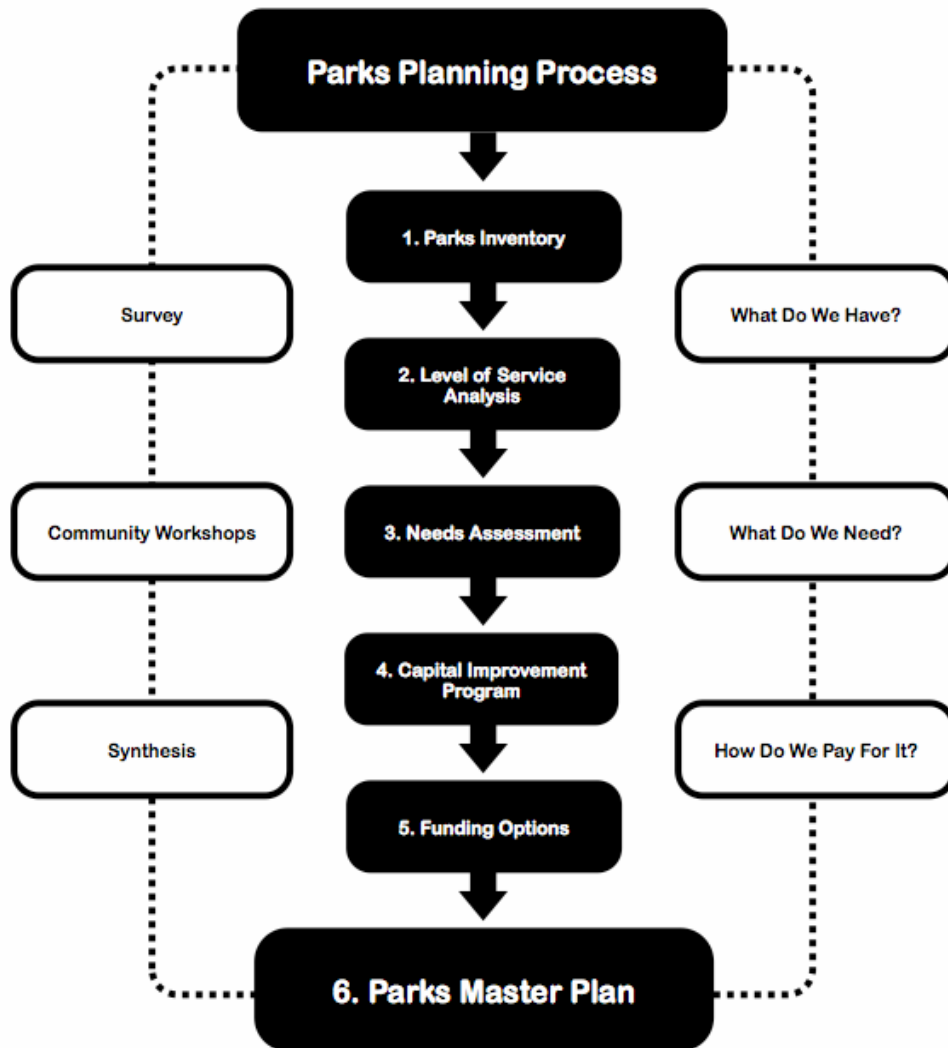 Parks Planning Process
1. Parks Inventory
Survey
What Do We Have?
2. Level of Service
Analysis
Community Workshops
3. Needs Assessment
What Do We Need?
4. Capital Improvement
Program
Synthesis
How Do We Pay For It?
5. Funding Options
6. Parks Master Plan